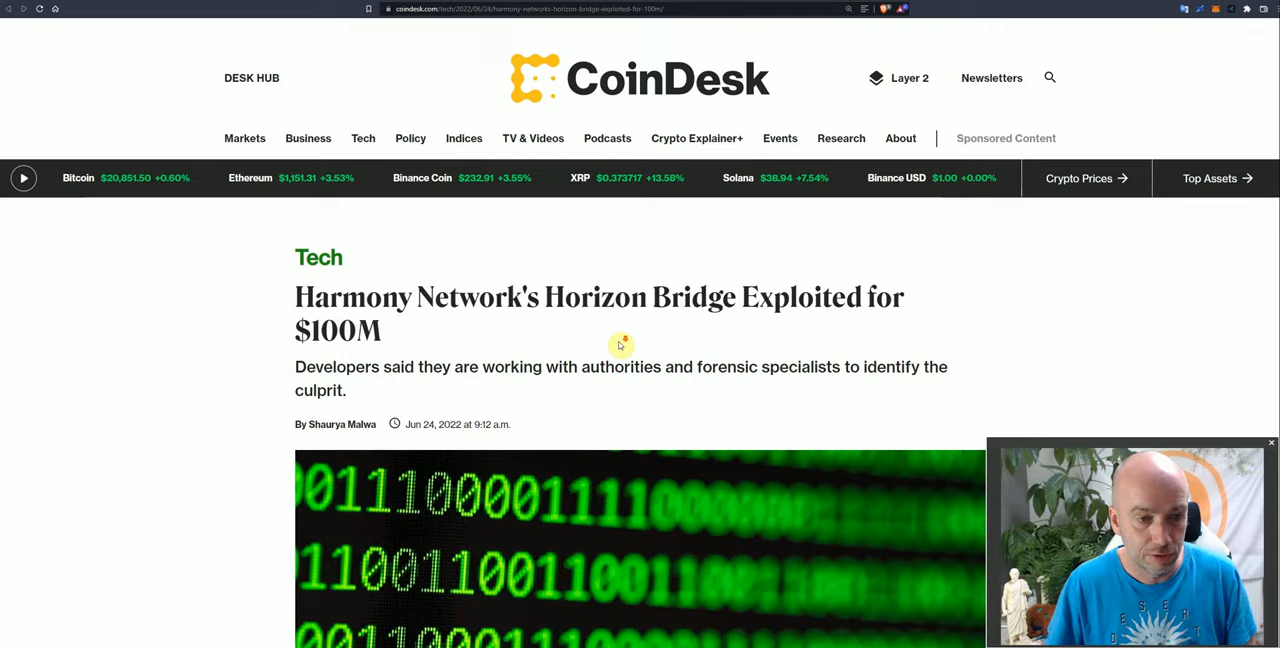 coindesk.com/tech/2022/06/24/harmony-networks-horizon-bridge-exploited-for-100m/
DESK HUB
CoinDesk
Layer 2
Newsletters
Markets
Business
Tech
Policy
Indices
TV & Videos
Podcasts
Crypto Explainer+
Events
Research
About
Sponsored Content
Bitcoin $20,851.50 +0.60%
Ethereum $1,151.31 +3.53%
Binance Coin $232.91 +3.55%
XRP $0.373717 +13.58%
Solana $38.94 +7.54%
Binance USD $1.00 +0.00%
Crypto Prices
Top Assets
Tech
Harmony Network's Horizon Bridge Exploited for
$100M
Developers said they are working with authorities and forensic specialists to identify the
culprit.
By Shaurya Malwa
Jun 24, 2022 at 9:12 a.m.